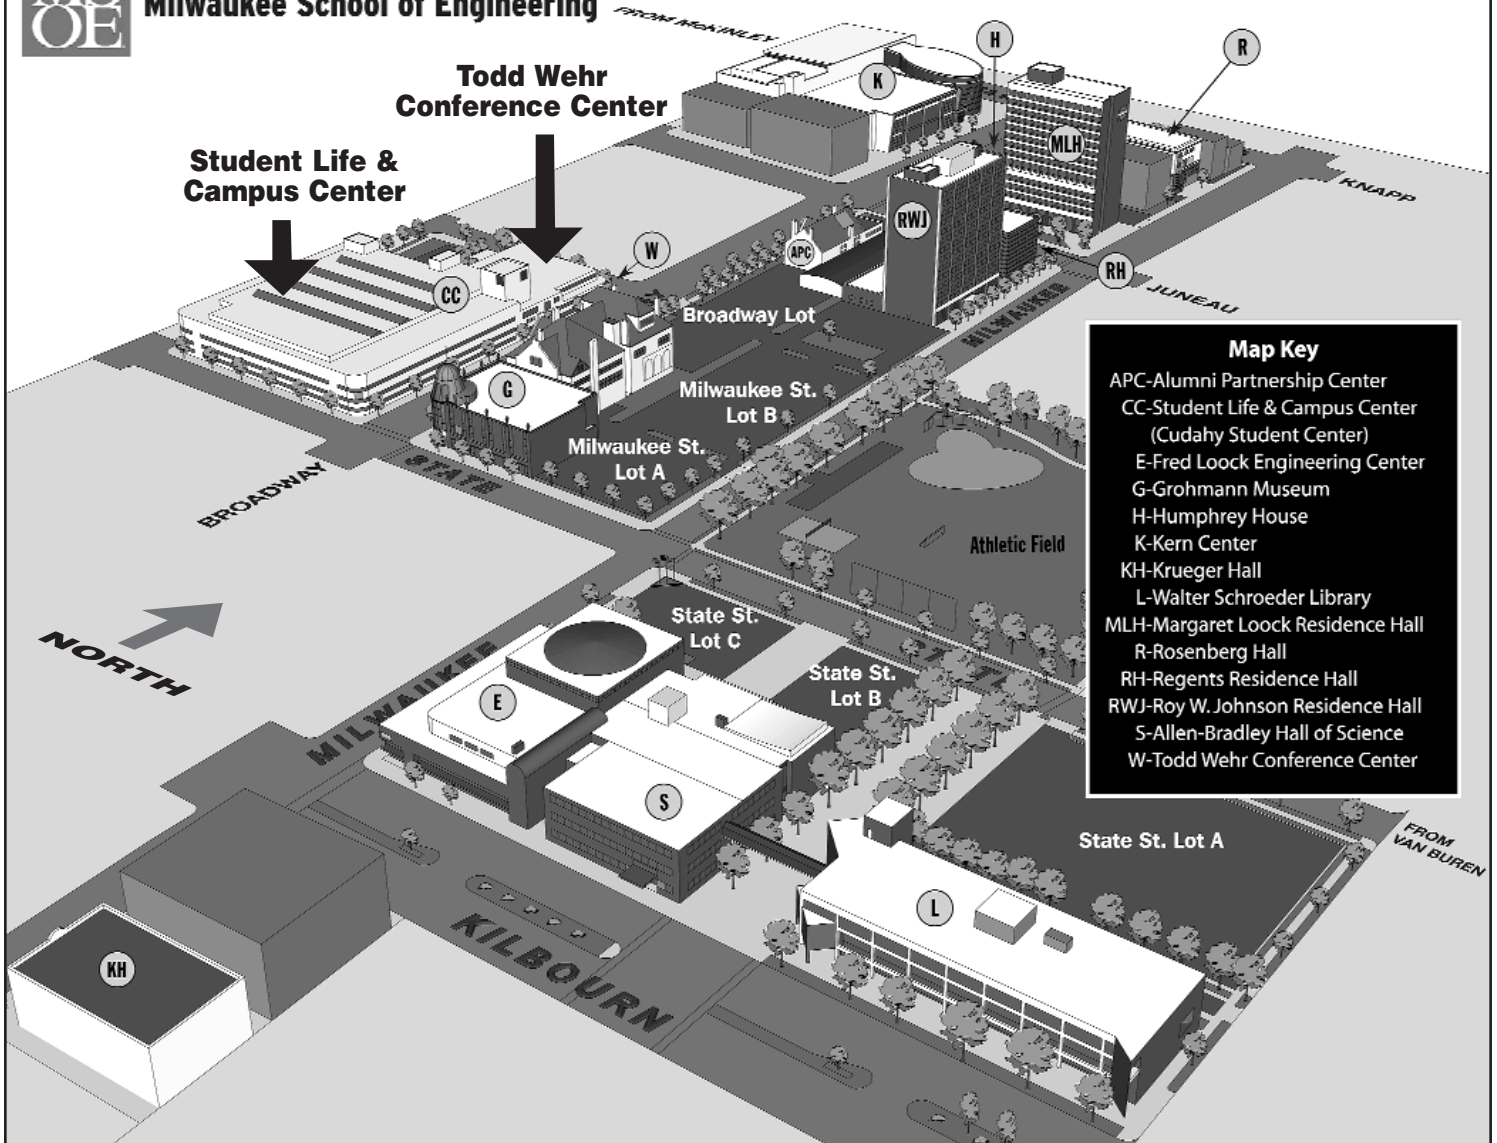 OE
Milwaukee School of Engineering
FROM McKINLEY
H
R
Todd Wehr
Conference Center
K
MLH
Student Life &
Campus Center
KNAPP
RWJ
W
APC
RH
CC
JUNEAU
Broadway Lot
MILWAUKEE
G
Milwaukee St.
Lot B
Milwaukee St.
Lot A
STATE
BROADWAY
Athletic Field
Map Key
APC-Alumni Partnership Center
CC-Student Life & Campus Center
(Cudahy Student Center)
E-Fred Loock Engineering Center
G-Grohmann Museum
H-Humphrey House
K-Kern Center
KH-Krueger Hall
L-Walter Schroeder Library
MLH-Margaret Loock Residence Hall
R-Rosenberg Hall
RH-Regents Residence Hall
RWJ-Roy W. Johnson Residence Hall
S-Allen-Bradley Hall of Science
W-Todd Wehr Conference Center
NORTH
State St.
Lot C
State St.
Lot B
MILWAUKEE
E
S
State St. Lot A
FROM
VAN BUREN
L
KILBOURN
KH